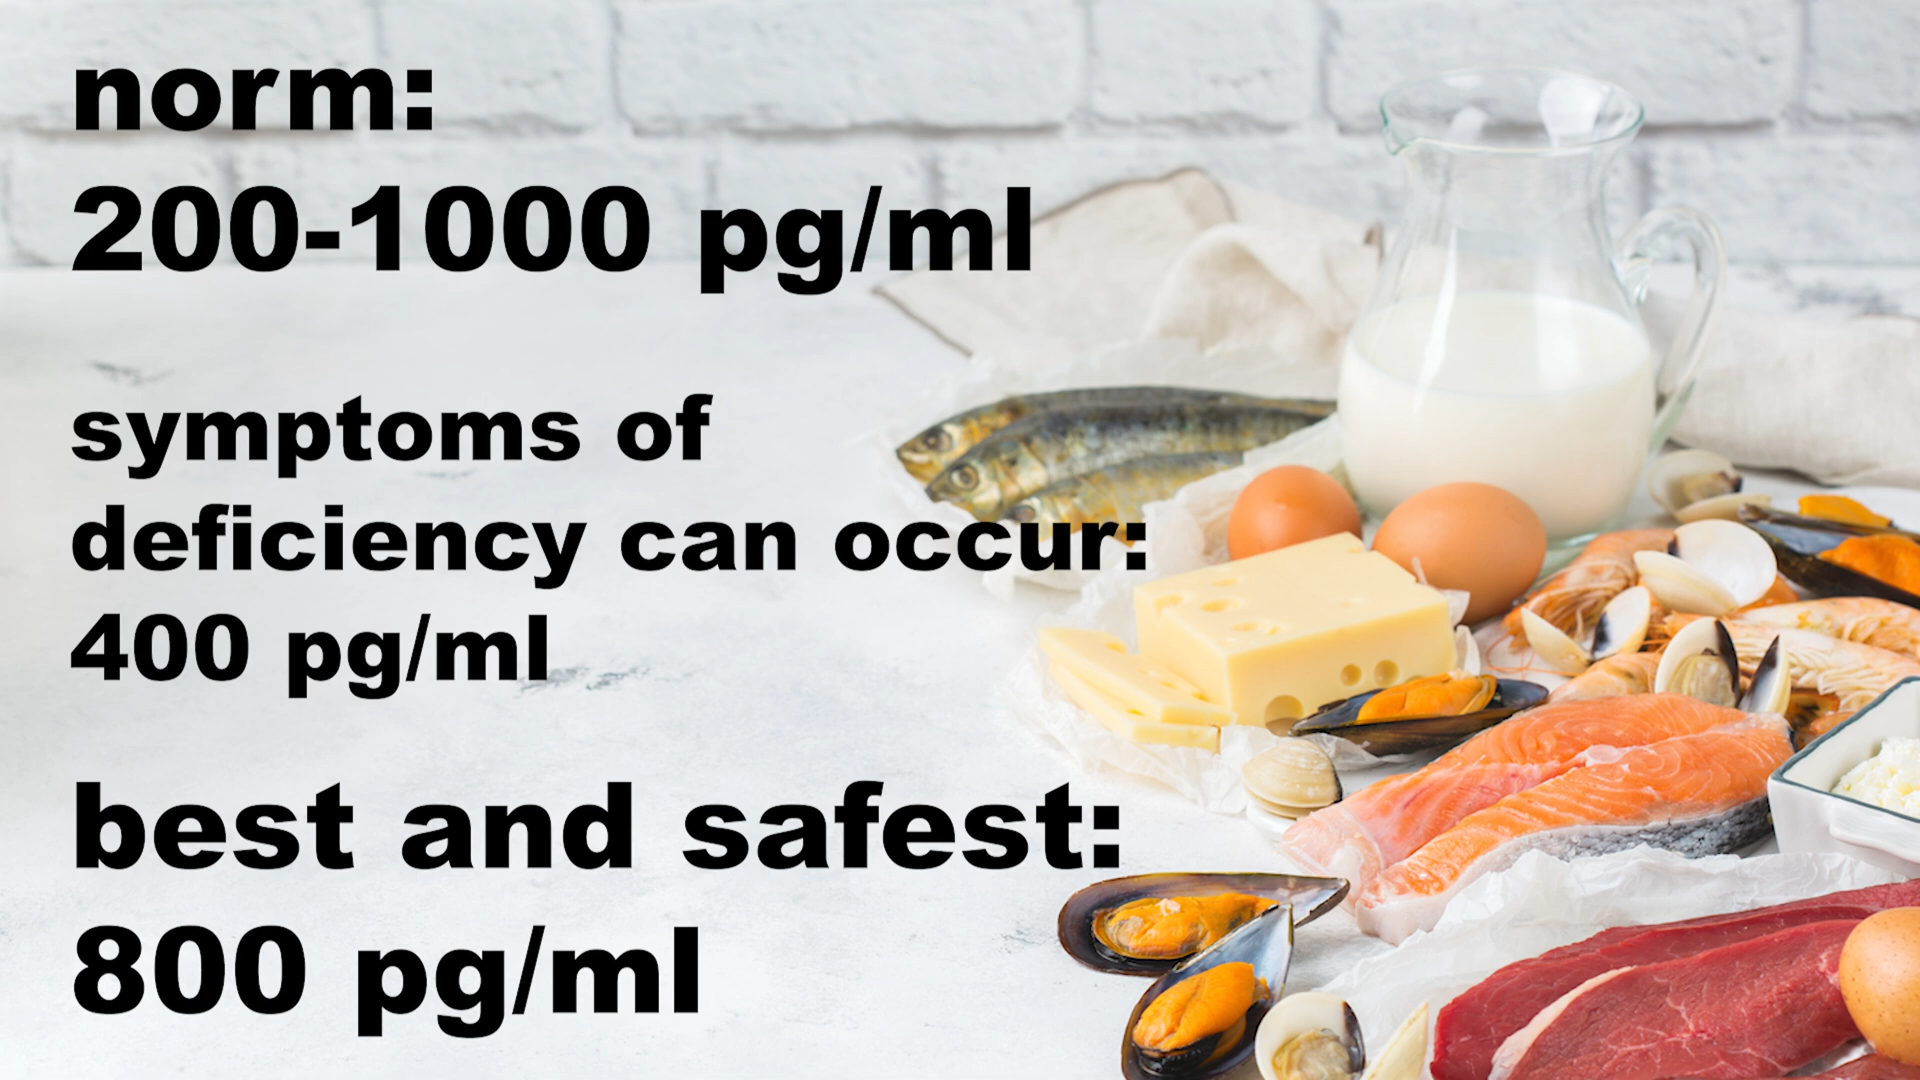 norm:
200-1000 pg/ml
symptoms of
deficiency can occur:
400 pg/ml
best and safest:
800 pg/ml